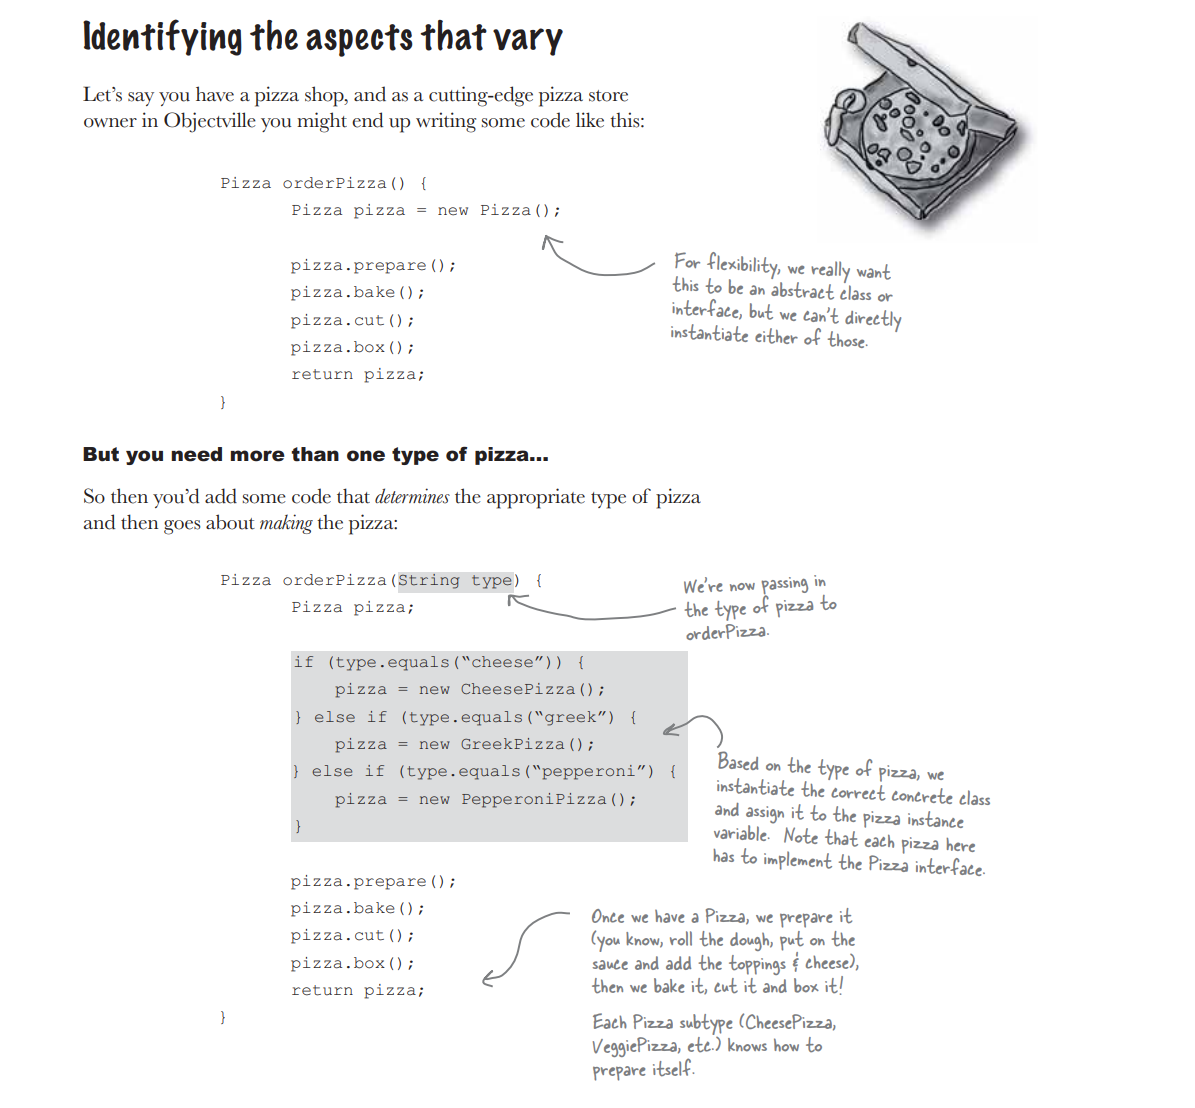 Identifying the aspects that vary
Let’s say you have a pizza shop, and as a cutting-edge pizza store
owner in Objectville you might end up writing some code like this:
Pizza orderPizza() {
Pizza pizza = new Pizza();
pizza.prepare();
pizza.bake();
pizza.cut();
pizza.box();
return pizza;
}
For flexibility, we really want
this to be an abstract class or
interface, but we can't directly
instantiate either of those.
But you need more than one type of pizza...
So then you’d add some code that determines the appropriate type of pizza
and then goes about making the pizza:
Pizza orderPizza(String type) {
Pizza pizza;
We're now passing in
the type of pizza to
orderPizza.
if (type.equals(“cheese”)) {
pizza = new CheesePizza();
} else if (type.equals(“greek”) {
pizza = new GreekPizza();
} else if (type.equals(“pepperoni”) {
pizza = new PepperoniPizza();
}
Based on the type of pizza, we
instantiate the correct concrete class
and assign it to the pizza instance
variable. Note that each pizza here
has to implement the Pizza interface.
pizza.prepare();
pizza.bake();
pizza.cut();
pizza.box();
return pizza;
}
Once we have a Pizza, we prepare it
(you know, roll the dough, put on the
sauce and add the toppings & cheese),
then we bake it, cut it and box it!
Each Pizza subtype (CheesePizza,
VeggiePizza, etc.) knows how to
prepare itself.